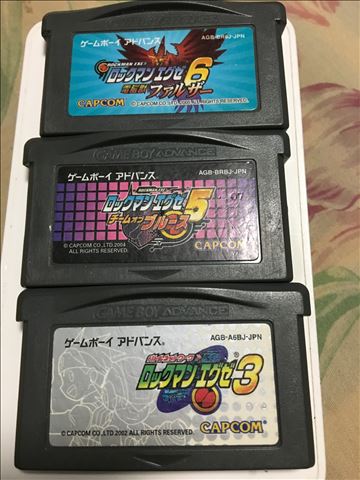 ゲームボーイ アドバンス
AGB-BR6J-JPN
ROCKMAN EXE
ロックマン エグゼ6
電脳獣
ファルザー
CAPCOM
GAME BOY ADVANCE
ゲームボーイ アドバンス
AGB-BRBJ-JPN
ROCKMAN EXE
ロックマン エグゼ5
チーム オブ ブルース
© CAPCOM CO.,LTD.2004
ALL RIGHTS RESERVED.
CAPCOM
GAME BOY ADVANCE
ゲームボーイ アドバンス®
AGB-A6BJ-JPN
ロックマン エグゼ3
© CAPCOM CO.,LTD. 2002 ALL RIGHTS RESERVED.
CAPCOM